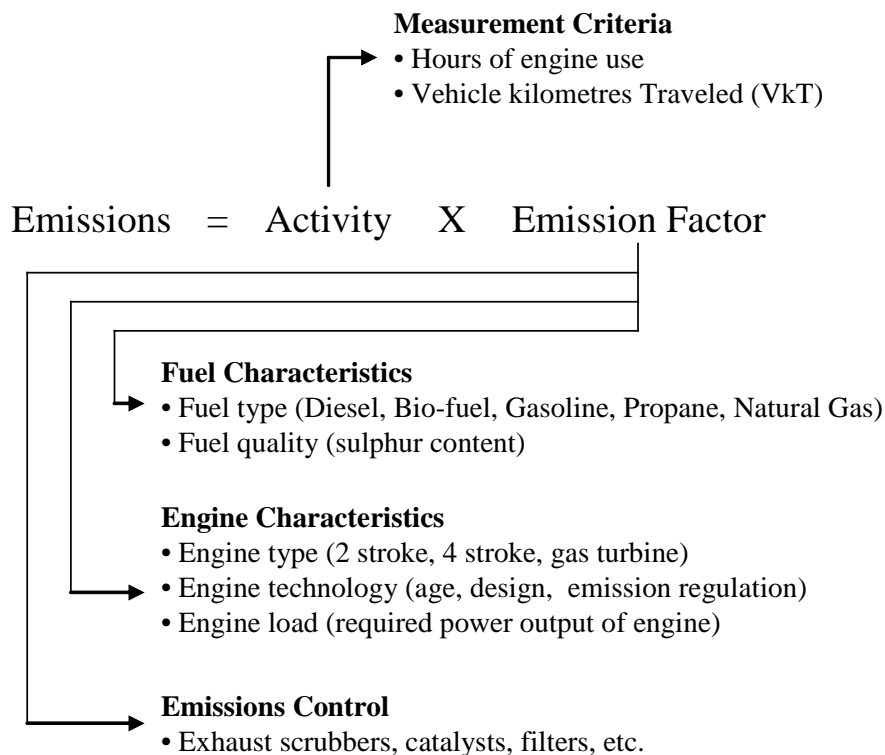 Measurement Criteria
• Hours of engine use
• Vehicle kilometres Traveled (VkT)
Emissions = Activity X Emission Factor
Fuel Characteristics
• Fuel type (Diesel, Bio-fuel, Gasoline, Propane, Natural Gas)
• Fuel quality (sulphur content)
Engine Characteristics
• Engine type (2 stroke, 4 stroke, gas turbine)
• Engine technology (age, design, emission regulation)
• Engine load (required power output of engine)
Emissions Control
• Exhaust scrubbers, catalysts, filters, etc.